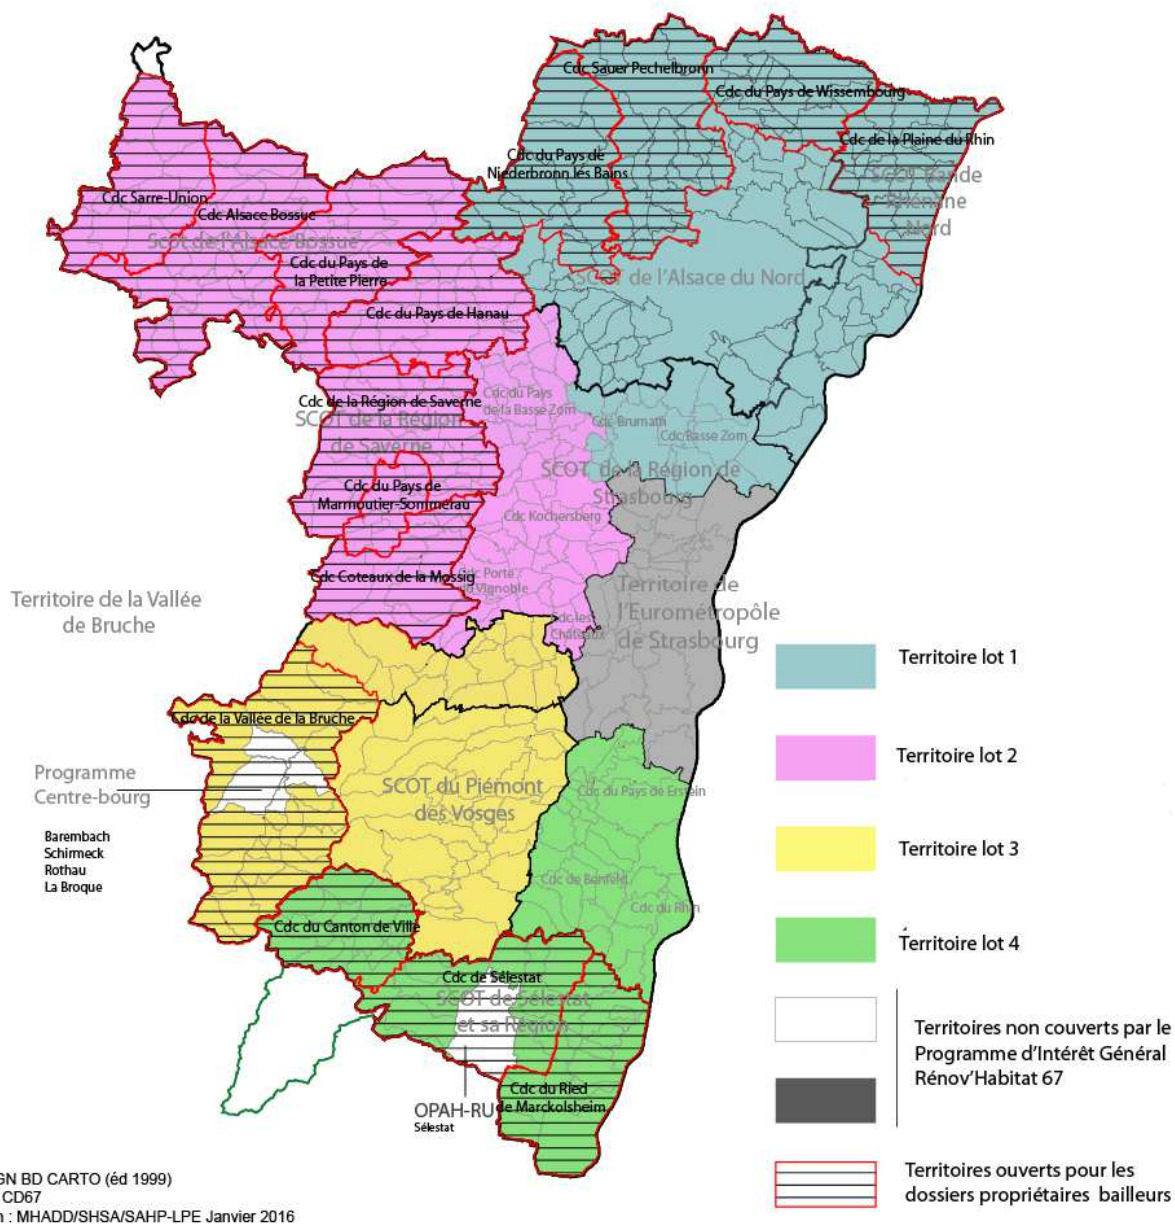 Cdc Sauer Pechelbronn
Cdc du Pays de Wissembourg
Cdc de la Plaine du Rhin
Cdc du Pays de
Niederbronn les Bains
SCOT Bande
Rhénane
Nord
Cdc Sarre-Union
Cdc Alsace Bossue
Scot de l'Alsace Bossue
Cdc du Pays de
la Petite Pierre
SCOT de l'Alsace du Nord
Cdc du Pays de Hanau
Cdc de la Région de Saverne
SCOT de la Région
de Saverne
Cdc du Pays
de la Basse Zorn
Cdc Brumath
Cdc Basse Zorn
SCOT de la Région de
Strasbourg
Cdc du Pays de
Marmoutier-Sommerau
Cdc Kochersberg
Cdc Coteaux de la Mossig
Cdc Porte
du Vignoble
Cdc les
Châteaux
Territoire de
l'Eurométropôle
de Strasbourg
Territoire de la Vallée
de Bruche
Cdc de la Vallée de la Bruche
Programme
Centre-bourg
Barembach
Schirmeck
Rothau
La Broque
SCOT du Piémont
des Vosges
Cdc du Pays de Erstein
Cdc de Benfeld
Cdc du Rhin
Cdc du Canton de Villé
Cdc de Sélestat
SCOT de Sélestat
et sa Région
Cdc du Ried
de Marckolsheim
OPAH-RU
Sélestat
Territoire lot 1
Territoire lot 2
Territoire lot 3
Territoire lot 4
Territoires non couverts par le
Programme d'Intérêt Général
Rénov'Habitat 67
Territoires ouverts pour les
dossiers propriétaires bailleurs
GN BD CARTO (éd 1999)
CD67
n : MHADD/SHSA/SAHP-LPE Janvier 2016